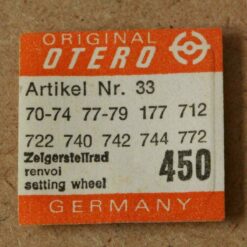 ORIGINAL
OTERO
Artikel Nr. 33
70-74 77-79 177 712
722 740 742 744 772
Zeigerstellrad
renvoi
setting wheel
450
GERMANY